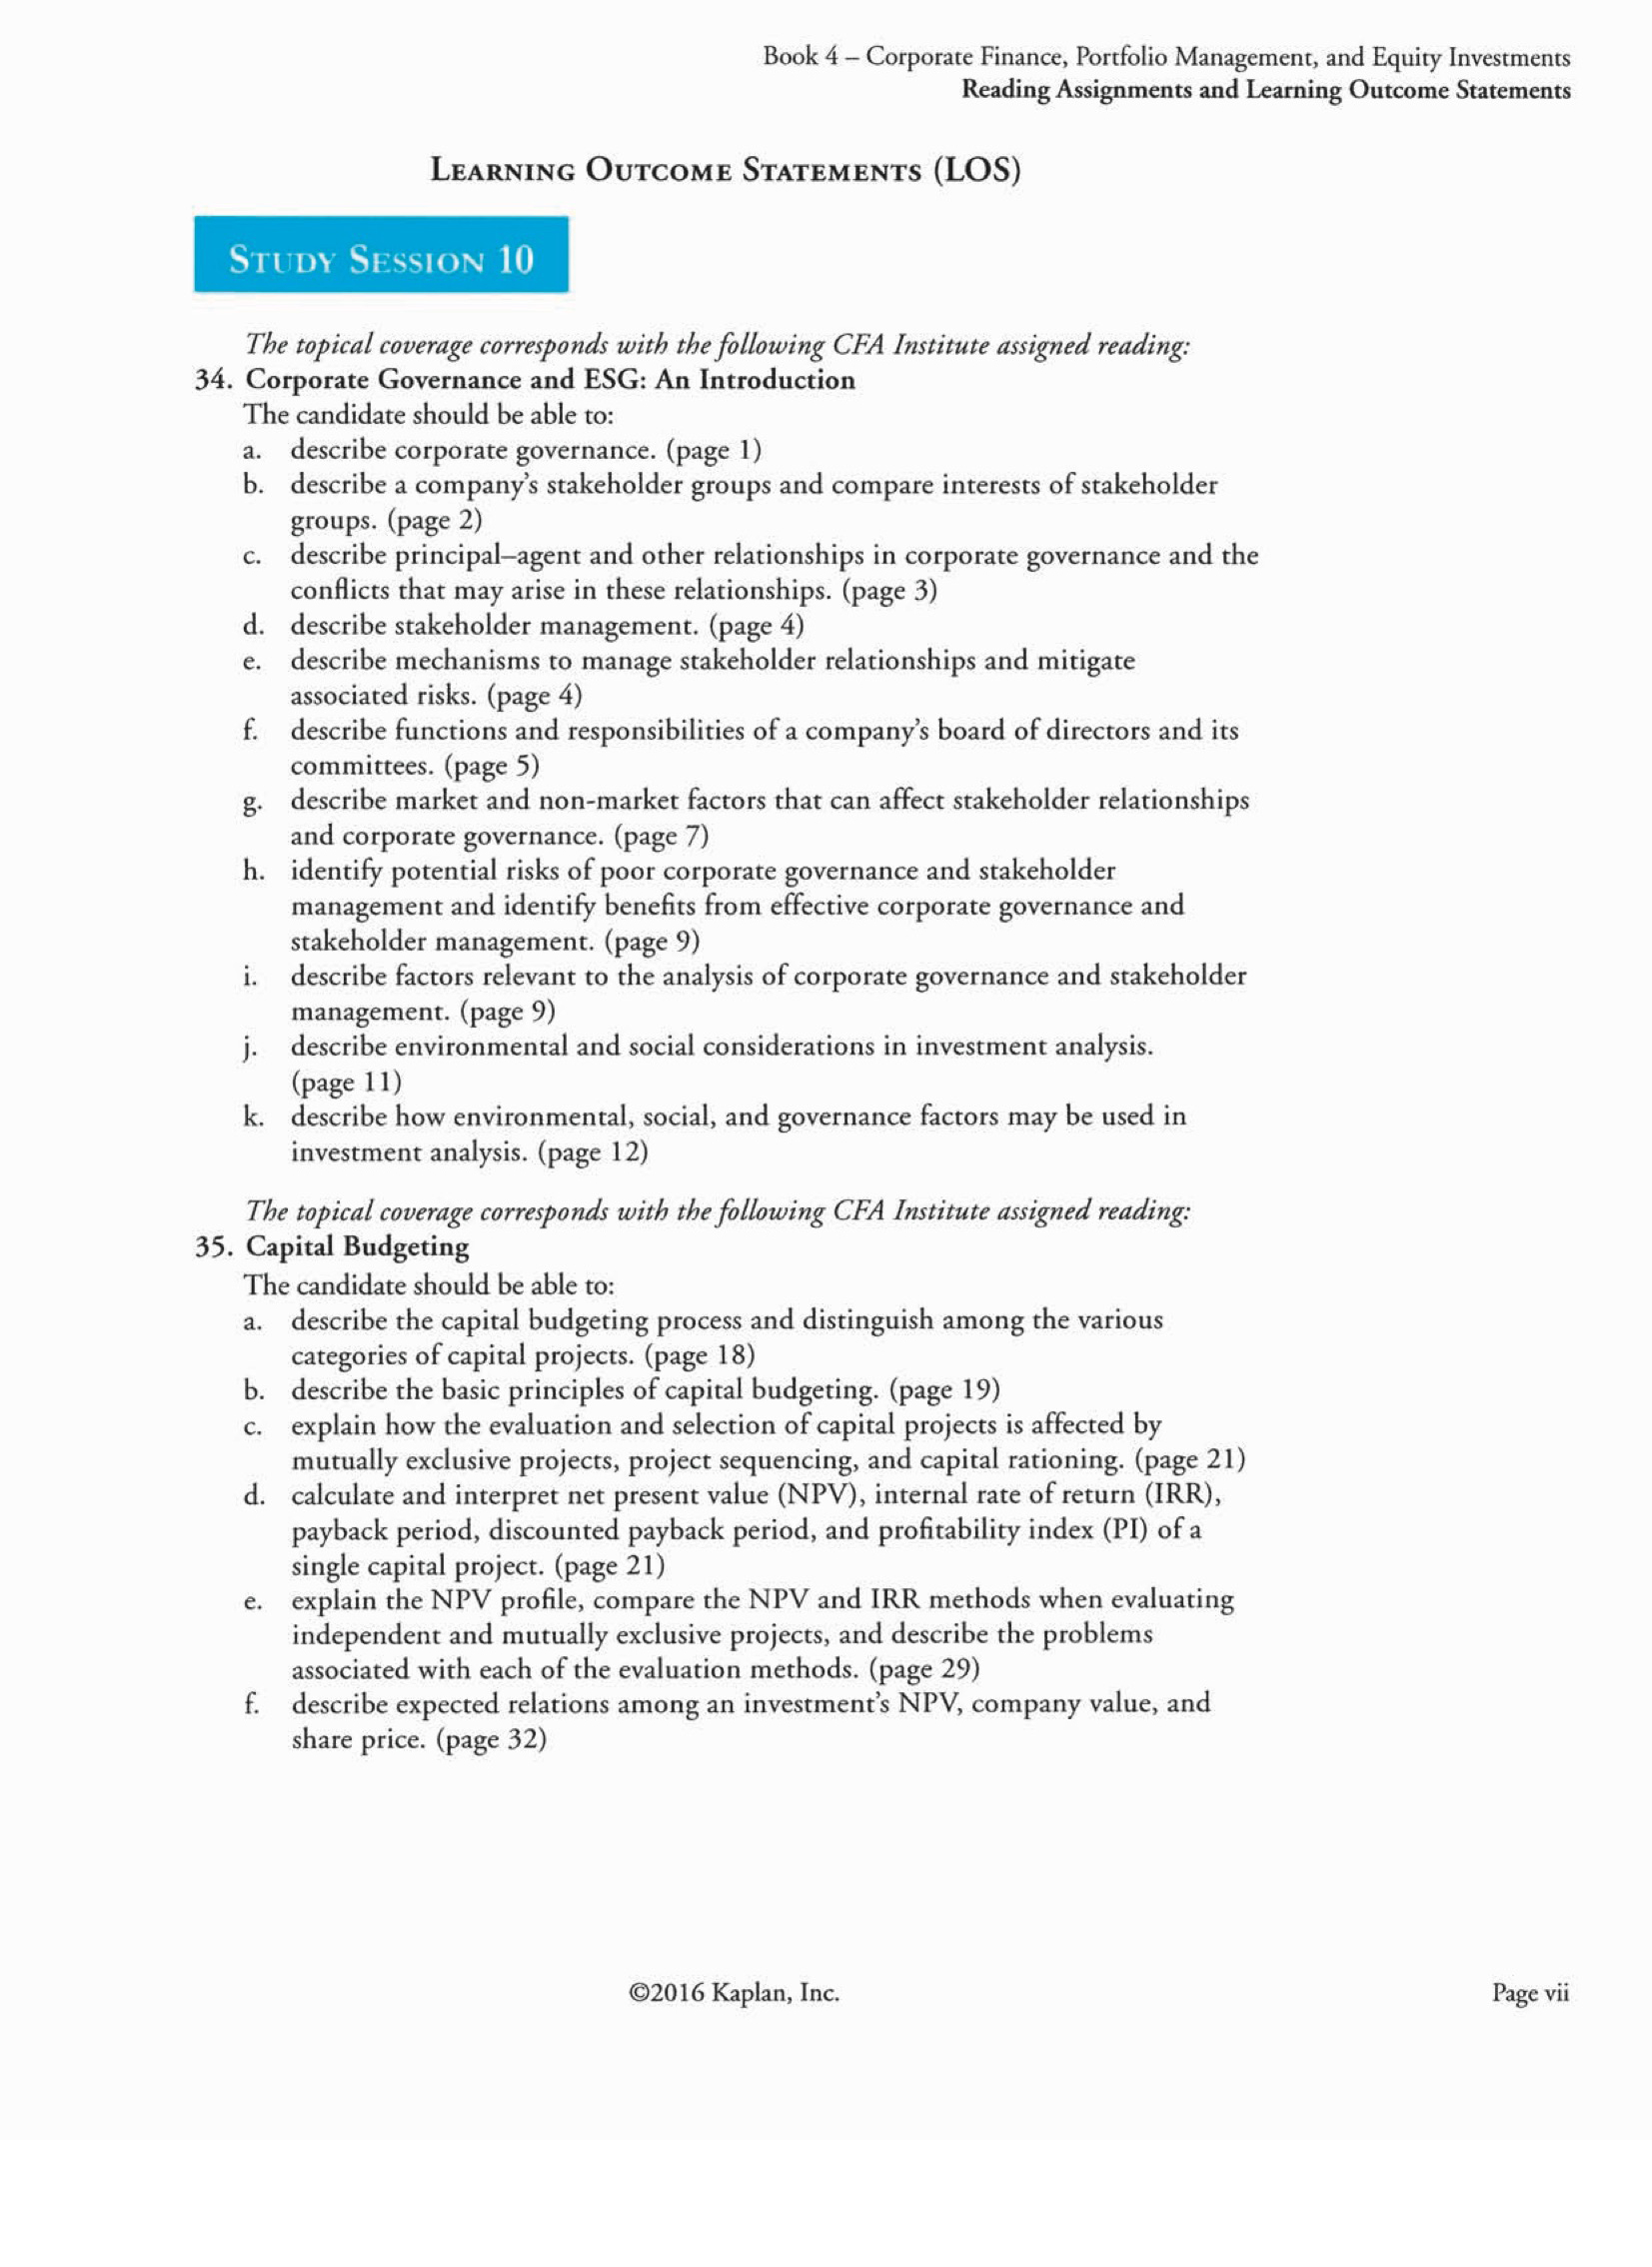 Book 4 – Corporate Finance, Portfolio Management, and Equity Investments
Reading Assignments and Learning Outcome Statements
LEARNING OUTCOME STATEMENTS (LOS)
STUDY SESSION 10
The topical coverage corresponds with the following CFA Institute assigned reading:
34. Corporate Governance and ESG: An Introduction
The candidate should be able to:
a. describe corporate governance. (page 1)
b. describe a company's stakeholder groups and compare interests of stakeholder
groups. (page 2)
c. describe principal–agent and other relationships in corporate governance and the
conflicts that may arise in these relationships. (page 3)
d. describe stakeholder management. (page 4)
e. describe mechanisms to manage stakeholder relationships and mitigate
associated risks. (page 4)
f. describe functions and responsibilities of a company's board of directors and its
committees. (page 5)
g. describe market and non-market factors that can affect stakeholder relationships
and corporate governance. (page 7)
h. identify potential risks of poor corporate governance and stakeholder
management and identify benefits from effective corporate governance and
stakeholder management. (page 9)
i. describe factors relevant to the analysis of corporate governance and stakeholder
management. (page 9)
j. describe environmental and social considerations in investment analysis.
(page 11)
k. describe how environmental, social, and governance factors may be used in
investment analysis. (page 12)
The topical coverage corresponds with the following CFA Institute assigned reading:
35. Capital Budgeting
The candidate should be able to:
a. describe the capital budgeting process and distinguish among the various
categories of capital projects. (page 18)
b. describe the basic principles of capital budgeting. (page 19)
c. explain how the evaluation and selection of capital projects is affected by
mutually exclusive projects, project sequencing, and capital rationing. (page 21)
d. calculate and interpret net present value (NPV), internal rate of return (IRR),
payback period, discounted payback period, and profitability index (PI) of a
single capital project. (page 21)
e. explain the NPV profile, compare the NPV and IRR methods when evaluating
independent and mutually exclusive projects, and describe the problems
associated with each of the evaluation methods. (page 29)
f. describe expected relations among an investment's NPV, company value, and
share price. (page 32)
©2016 Kaplan, Inc.
Page vii